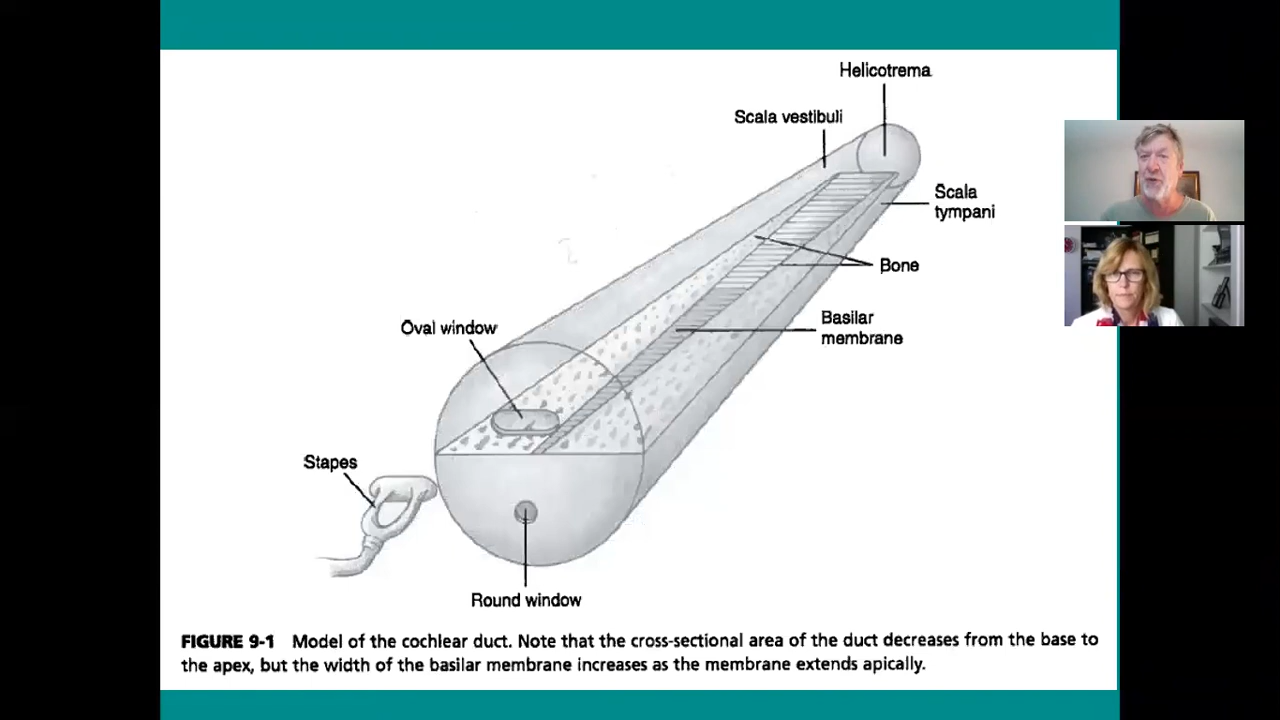 Helicotrema
Scala vestibuli
Scala
tympani
Bone
Basilar
membrane
Oval window
Stapes
Round window
FIGURE 9-1 Model of the cochlear duct. Note that the cross-sectional area of the duct decreases from the base to
the apex, but the width of the basilar membrane increases as the membrane extends apically.